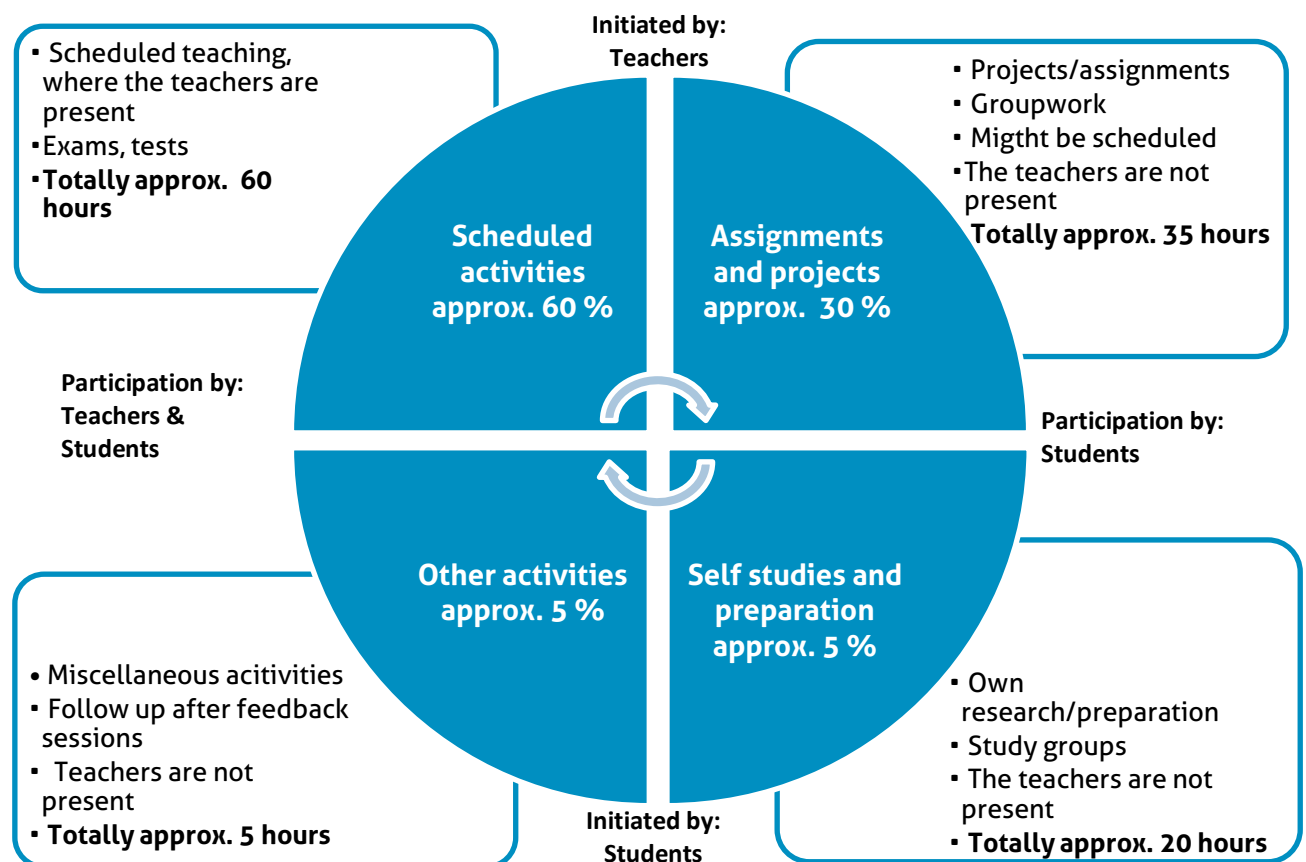 Initiated by:
Teachers
▪ Scheduled teaching,
where the teachers are
present
▪Exams, tests
▪Totally approx. 60
hours
▪ Projects/assignments
▪ Groupwork
▪ Migtht be scheduled
▪The teachers are not
present
Totally approx. 35 hours
Scheduled
activities
approx. 60 %
Assignments
and projects
approx. 30 %
Participation by:
Teachers &
Students
Participation by:
Students
Other activities
approx. 5 %
Self studies and
preparation
approx. 5 %
• Miscellaneous acitivities
▪ Follow up after feedback
sessions
▪ Teachers are not
present
▪ Totally approx. 5 hours
▪ Own
research/preparation
▪ Study groups
▪ The teachers are not
present
▪ Totally approx. 20 hours
Initiated by:
Students